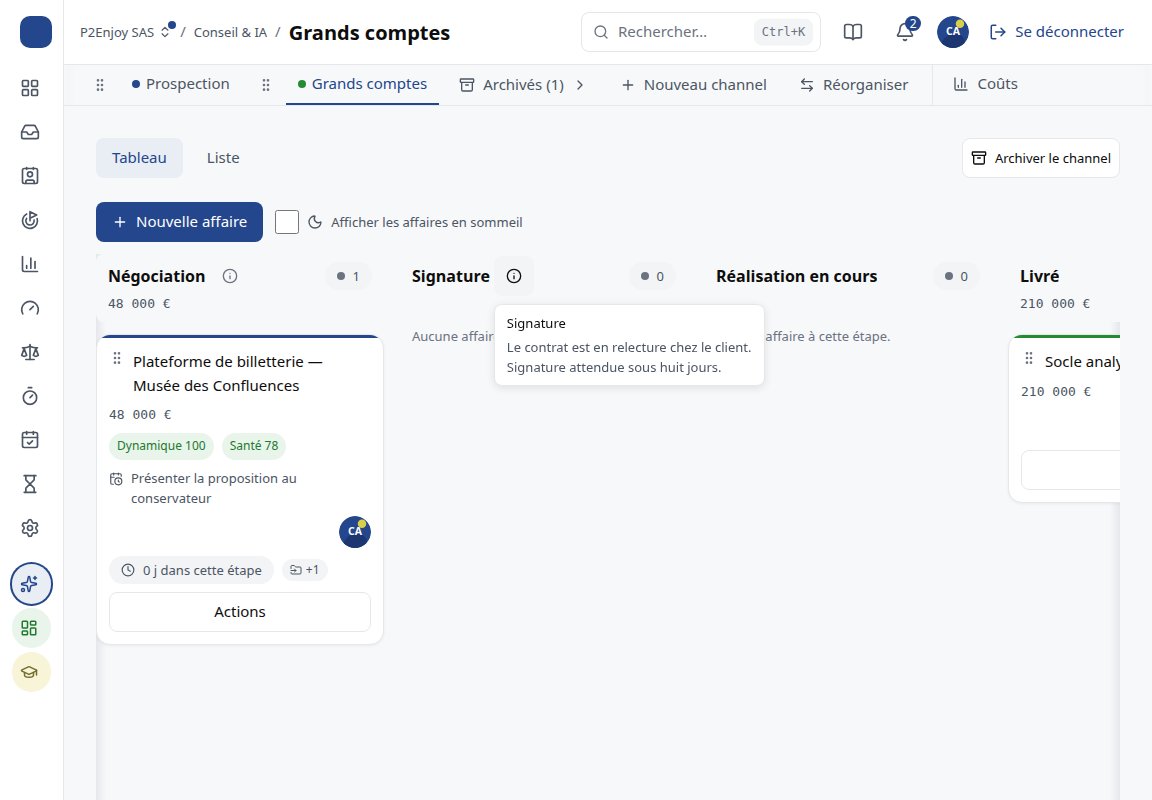 P2Enjoy SAS / Conseil & IA / Grands comptes
Rechercher... Ctrl+K
2
CA
Se déconnecter
Prospection
Grands comptes
Archivés (1)
Nouveau channel
Réorganiser
Coûts
Tableau
Liste
Archiver le channel
Nouvelle affaire
Afficher les affaires en sommeil
Négociation
1
48 000 €
Signature
0
Réalisation en cours
0
Livré
210 000 €
Aucune affair
affaire à cette étape.
Signature
Le contrat est en relecture chez le client.
Signature attendue sous huit jours.
Plateforme de billetterie —
Musée des Confluences
48 000 €
Dynamique 100
Santé 78
Présenter la proposition au
conservateur
CA
0 j dans cette étape
+1
Actions
Socle analy
210 000 €